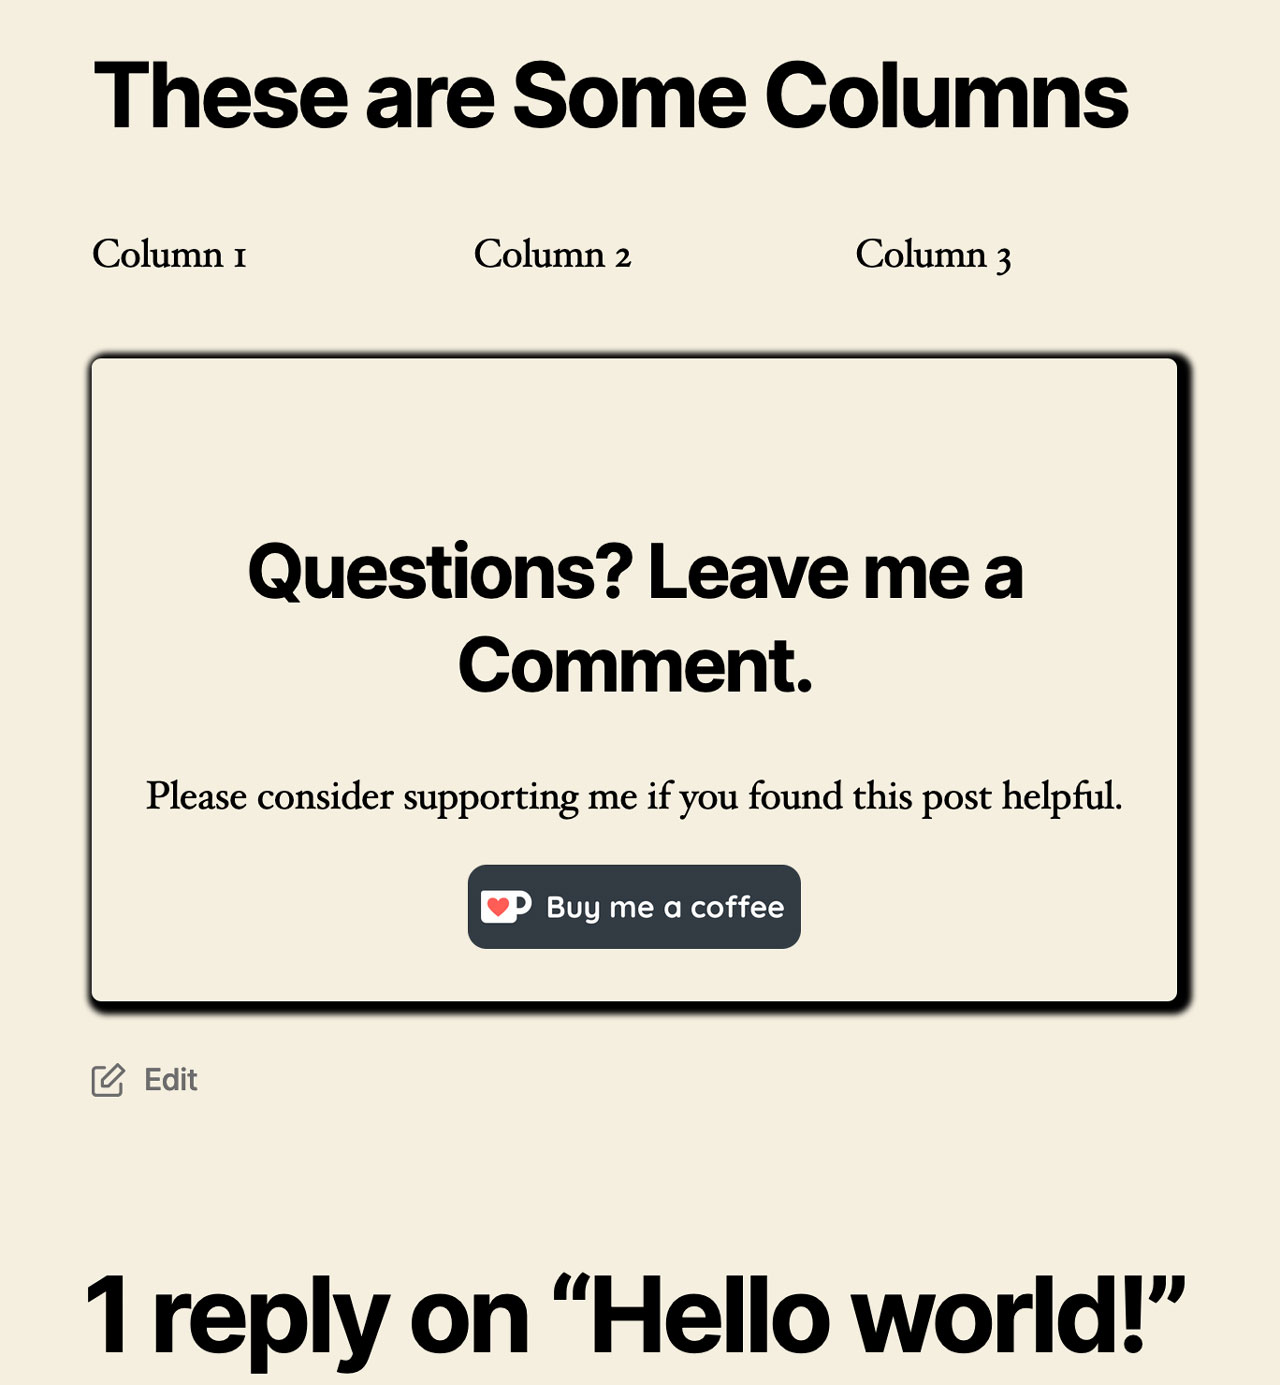 These are Some Columns
Column 1 Column 2 Column 3
Questions? Leave me a
Comment.
Please consider supporting me if you found this post helpful.
Buy me a coffee
Edit
1 reply on “Hello world!”